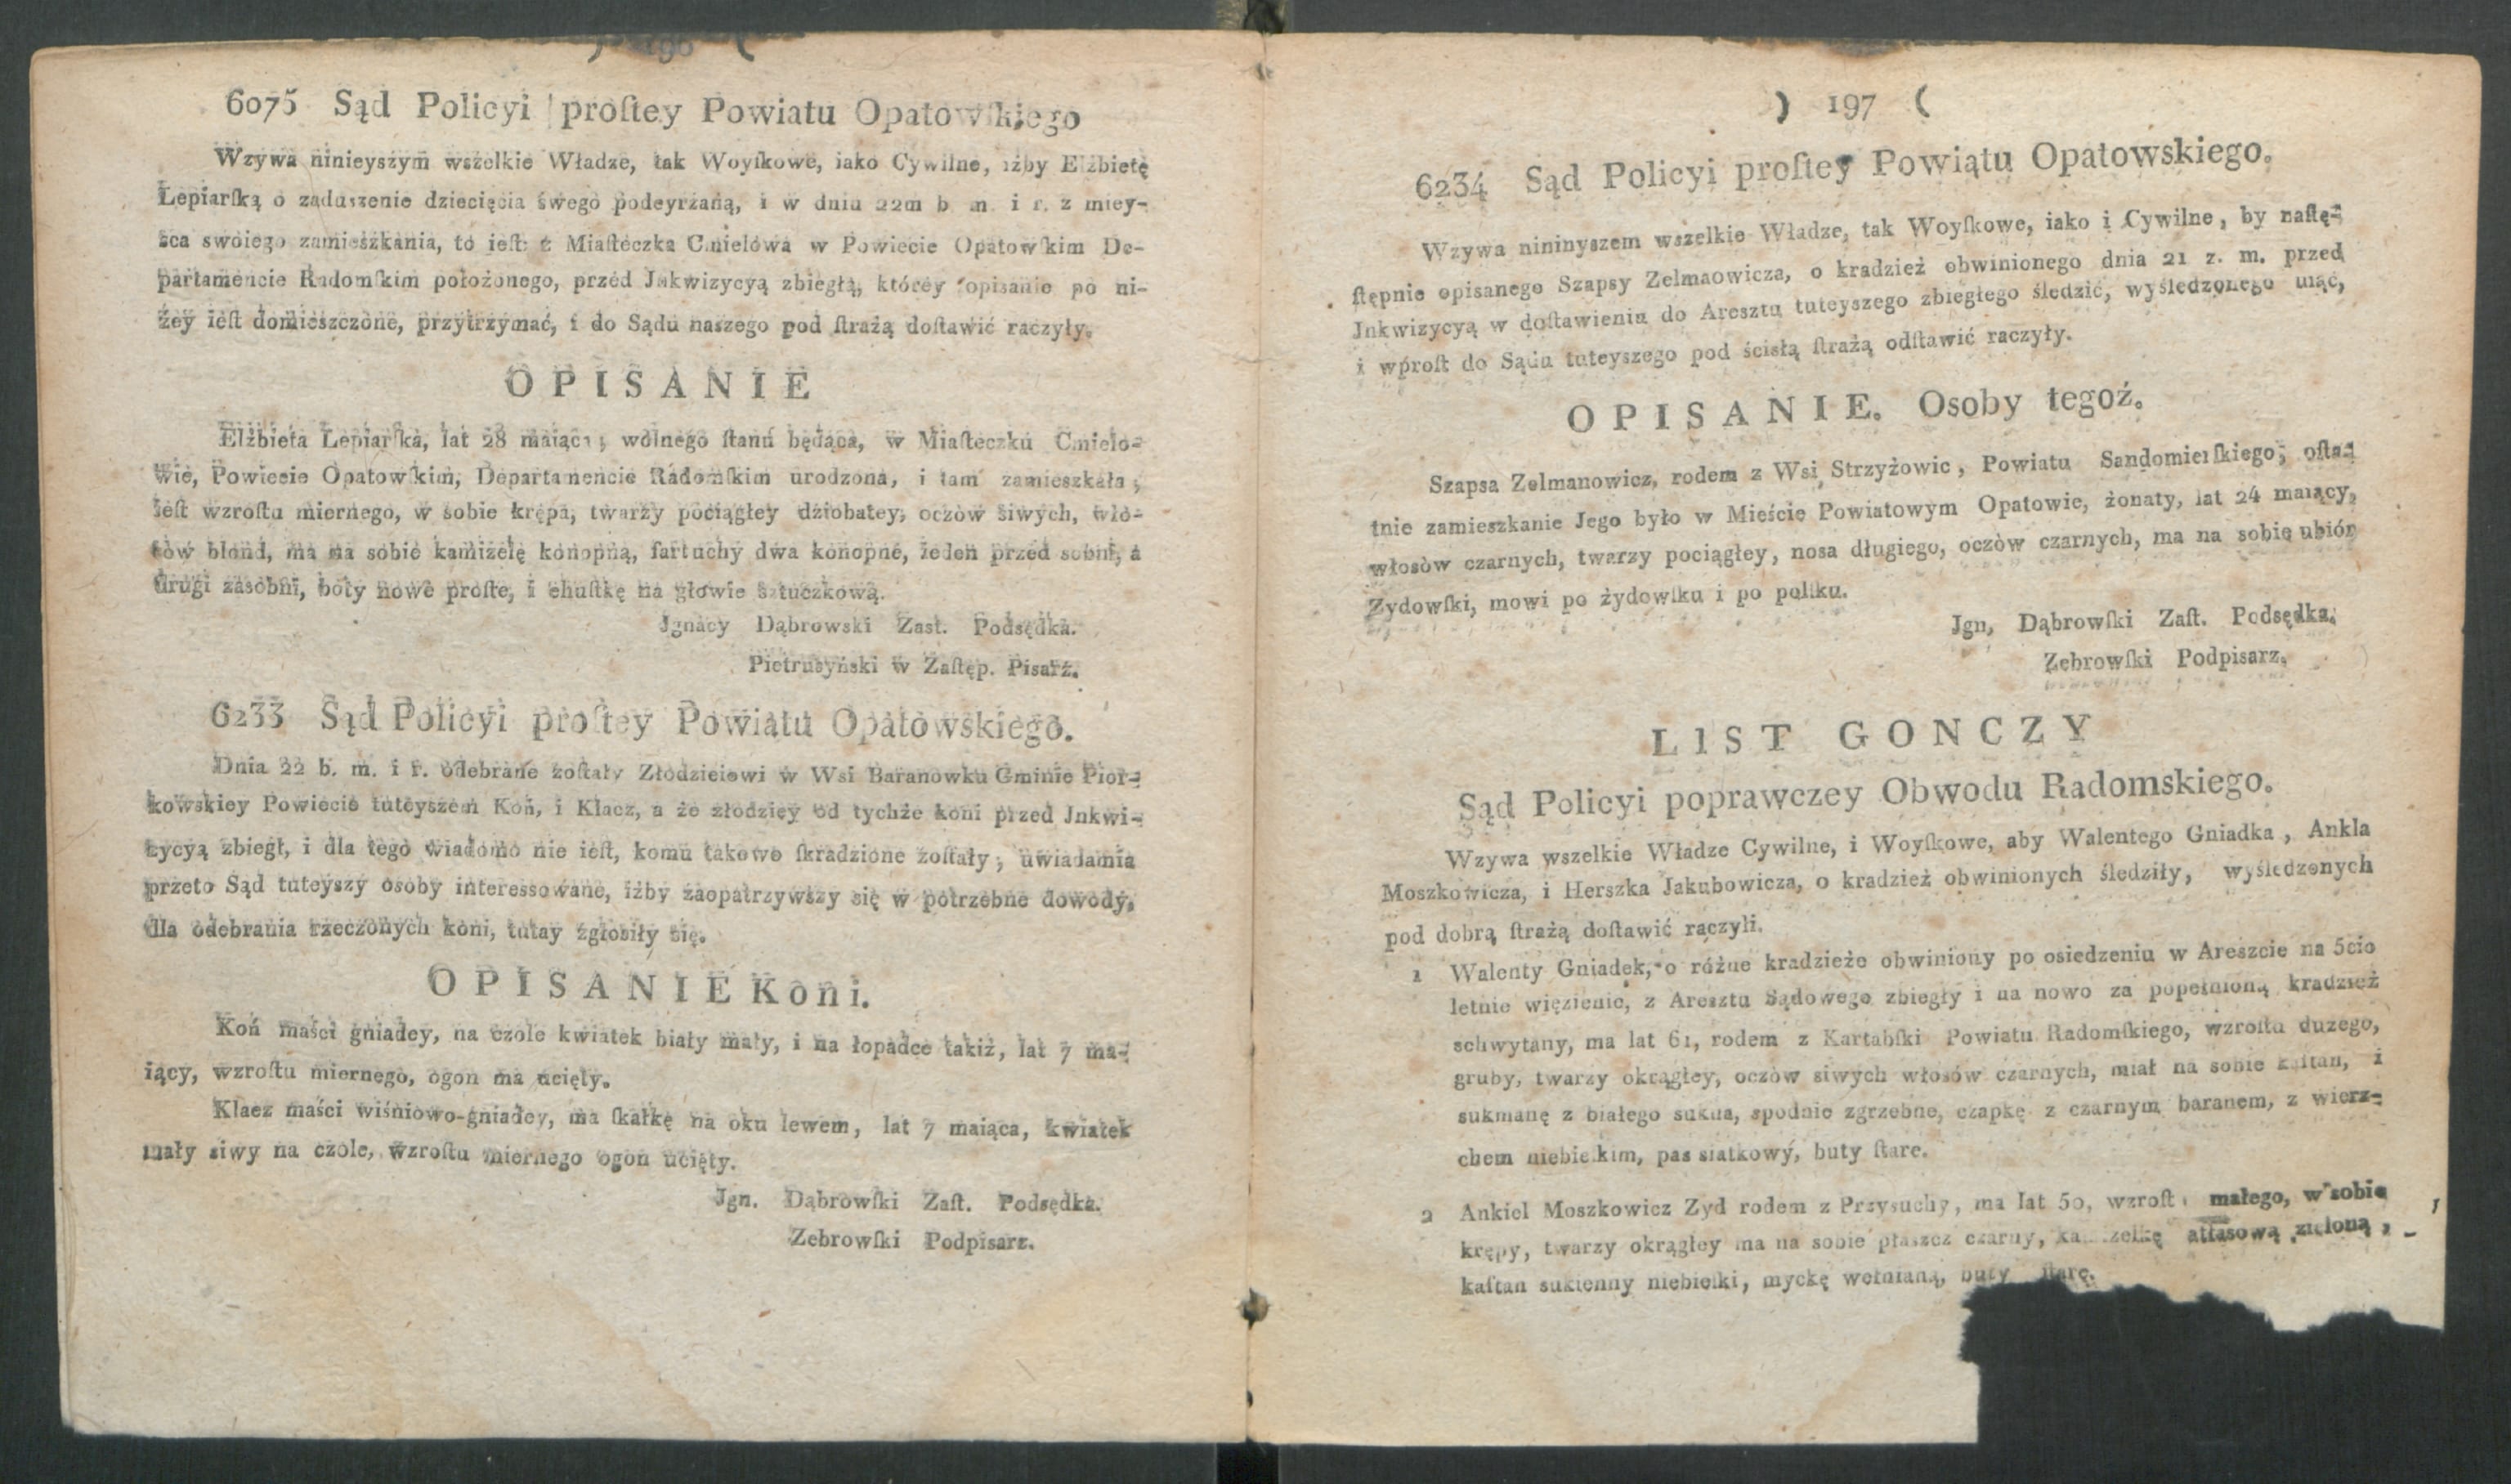 ) 196 (
6075 Sąd Policyi proſtey Powiatu Opatowſkiego
Wzywa ninieyszym wszelkie Władze, tak Woyſkowe, iako Cywilne, iżby Elżbietę
Łepiarſką o zaduszenie dziecięcia swego podeyrzaną, i w dniu 22m b. m. i r. z miey-
sca swoiego zamieszkania, to ieſt: z Miaſteczka Cmielowa w Powiecie Opatowſkim De-
partamencie Radomſkim położonego, przed Jnkwizycyą zbiegłą, którey opisanie po ni-
żey ieſt domieszczone, przytrzymać, i do Sądu naszego pod ſtrażą doſtawić raczyły.
OPISANIE
Elżbieta Łepiarſka, lat 28 maiąca; wolnego ſtanu będąca, w Miaſteczku Cmielo-
wie, Powiecie Opatowſkim, Departamencie Radomſkim urodzona, i tam zamieszkała;
ieſt wzroſtu miernego, w sobie krępa, twarzy pociągłey dziobatey, oczòw siwych, wło-
sòw blond, ma na sobie kamizelę konopną, fartuchy dwa konopne, ieden przed sobni, a
drugi zasobni, boty nowe proſte, i chuſtkę na głowie sztuczkową.
Jgnacy Dąbrowski Zast. Podsędka.
Pietrusyński w Zaſtęp. Pisarz.
6233 Sąd Policyi proſtey Powiatu Opatowskiego.
Dnia 22 b. m. i r. odebrane zoſtały Złodzieiowi w Wsi Baranowku Gminie Pior-
kowskiey Powiecie tuteyszem Koń, i Klacz, a że złodziey od tychże koni przed Jnkwi-
zycyą zbiegł, i dla tego wiadomo nie ieſt, komu takowe ſkradzione zoſtały; uwiadamia
przeto Sąd tuteyszy osoby interessowane, iżby zaopatrzywszy się w potrzebne dowody,
dla odebrania rzeczonych koni, tutay zgłosiły się.
OPISANIE Koni.
Koń maści gniadey, na czole kwiatek biały mały, i na łopadce takiż, lat 7 ma-
iący, wzroſtu miernego, ogon ma ucięty.
Klacz maści wiśniowo-gniadey, ma ſkałkę na oku lewem, lat 7 maiąca, kwiatek
mały siwy na czole, wzroſtu miernego ogon ucięty.
Jgn. Dąbrowſki Zaſt. Podsędka.
Zebrowſki Podpisarz.
) 197 (
6234 Sąd Policyi proſtey Powiątu Opatowskiego.
Wzywa nininyszem wszelkie Władze, tak Woyſkowe, iako i Cywilne, by naſtę-
ſtępnie opisanego Szapsy Zelmaowicza, o kradzież obwinionego dnia 21 z. m. przed
Jnkwizycyą w doſtawieniu do Aresztu tuteyszego zbiegłego śledzić, wyśledzonego uiąć,
i wproſt do Sądu tuteyszego pod ścisłą ſtrażą odſtawić raczyły.
OPISANIE. Osoby tegoż.
Szapsa Zelmanowicz, rodem z Wsi Strzyżowic, Powiatu Sandomierſkiego, oſta-
tnie zamieszkanie Jego było w Mieście Powiatowym Opatowie, żonaty, lat 24 maiący,
włosòw czarnych, twarzy pociągłey, nosa długiego, oczòw czarnych, ma na sobie ubiór
Zydowſki, mowi po żydowſku i po polſku.
Jgn, Dąbrowſki Zaſt. Podsędka.
Zebrowſki Podpisarz.
LIST GONCZY
Sąd Policyi poprawczey Obwodu Radomskiego.
Wzywa wszelkie Władze Cywilne, i Woyſkowe, aby Walentego Gniadka, Ankla
Moszkowicza, i Herszka Jakubowicza, o kradzież obwinionych śledziły, wyśledzonych
pod dobrą ſtrażą doſtawić raczyli.
1 Walenty Gniadek, o różne kradzieże obwiniony po osiedzeniu w Areszcie na 5cio
letnie więzienie, z Aresztu Sądowego zbiegły i na nowo za popełnioną kradzież
schwytany, ma lat 61, rodem z Kartabſki Powiatu Radomſkiego, wzroſtu duzego,
gruby, twarzy okrągłey, oczòw siwych włosów czarnych, miał na sobie kaftan, i
sukmanę z białego sukna, spodnie zgrzebne, czapkę z czarnym baranem, z wierz-
chem niebieſkim, pas siatkowy, buty ſtare.
2 Ankiel Moszkowicz Zyd rodem z Przysuchy, ma lat 50, wzroſtu małego, w sobie
krępy, twarzy okrągłey ma na sobie płaszcz czarny, kamizelkę atłasową zieloną,
kaftan sukienny niebieſki, myckę wełnianą, buty ſtarę.